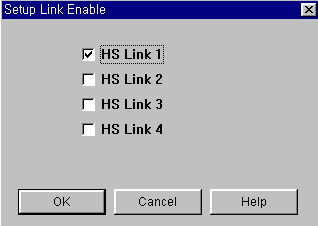 Setup Link Enable
HS Link 1
HS Link 2
HS Link 3
HS Link 4
OK Cancel Help